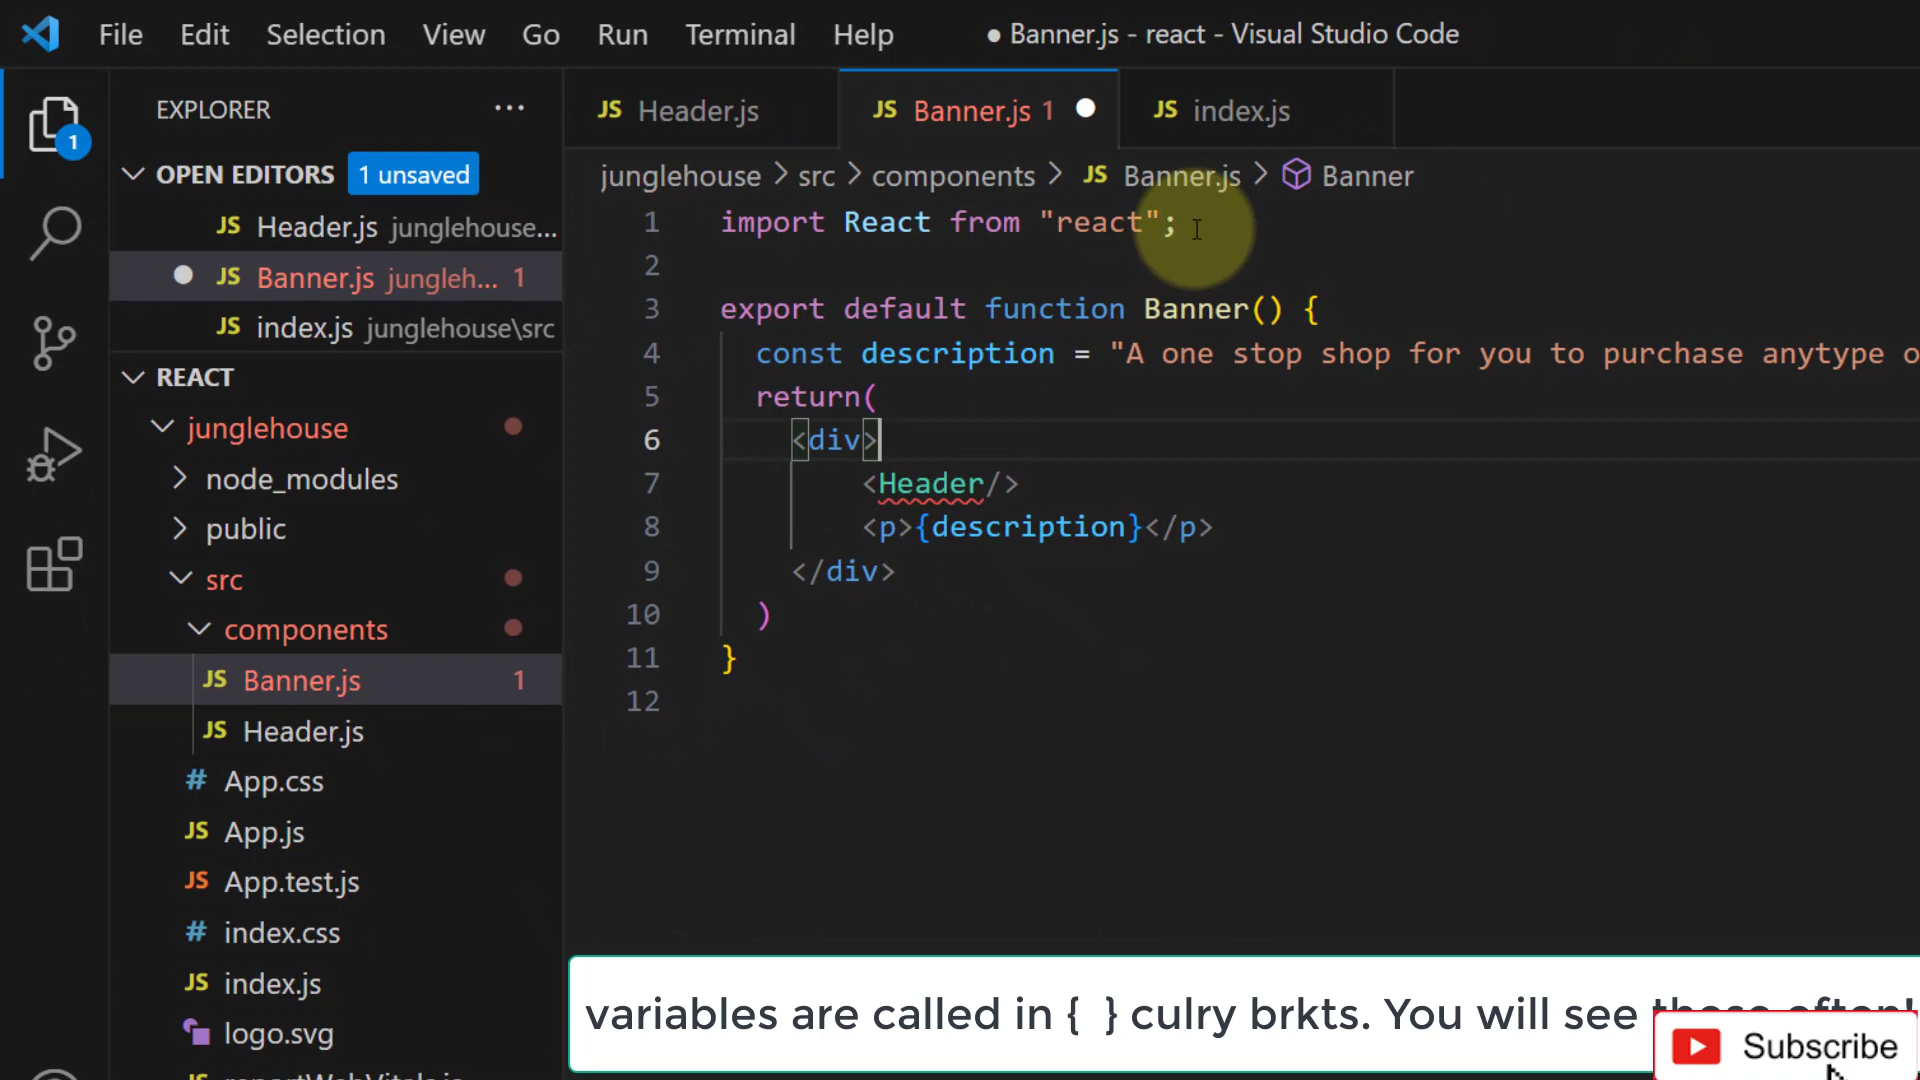 File Edit Selection View Go Run Terminal Help ● Banner.js - react - Visual Studio Code
EXPLORER ···
JS Header.js JS Banner.js 1 JS index.js
OPEN EDITORS 1 unsaved
junglehouse > src > components > JS Banner.js > Banner
JS Header.js junglehouse...
JS Banner.js jungleh... 1
JS index.js junglehouse\src
REACT
junglehouse
node_modules
public
src
components
JS Banner.js 1
JS Header.js
# App.css
JS App.js
JS App.test.js
# index.css
JS index.js
logo.svg
1
1 import React from "react";
2
3 export default function Banner() {
4 const description = "A one stop shop for you to purchase anytype o
5 return(
6 <div>
7 <Header/>
8 <p>{description}</p>
9 </div>
10 )
11 }
12
variables are called in { } culry brkts. You will see these often!
Subscribe